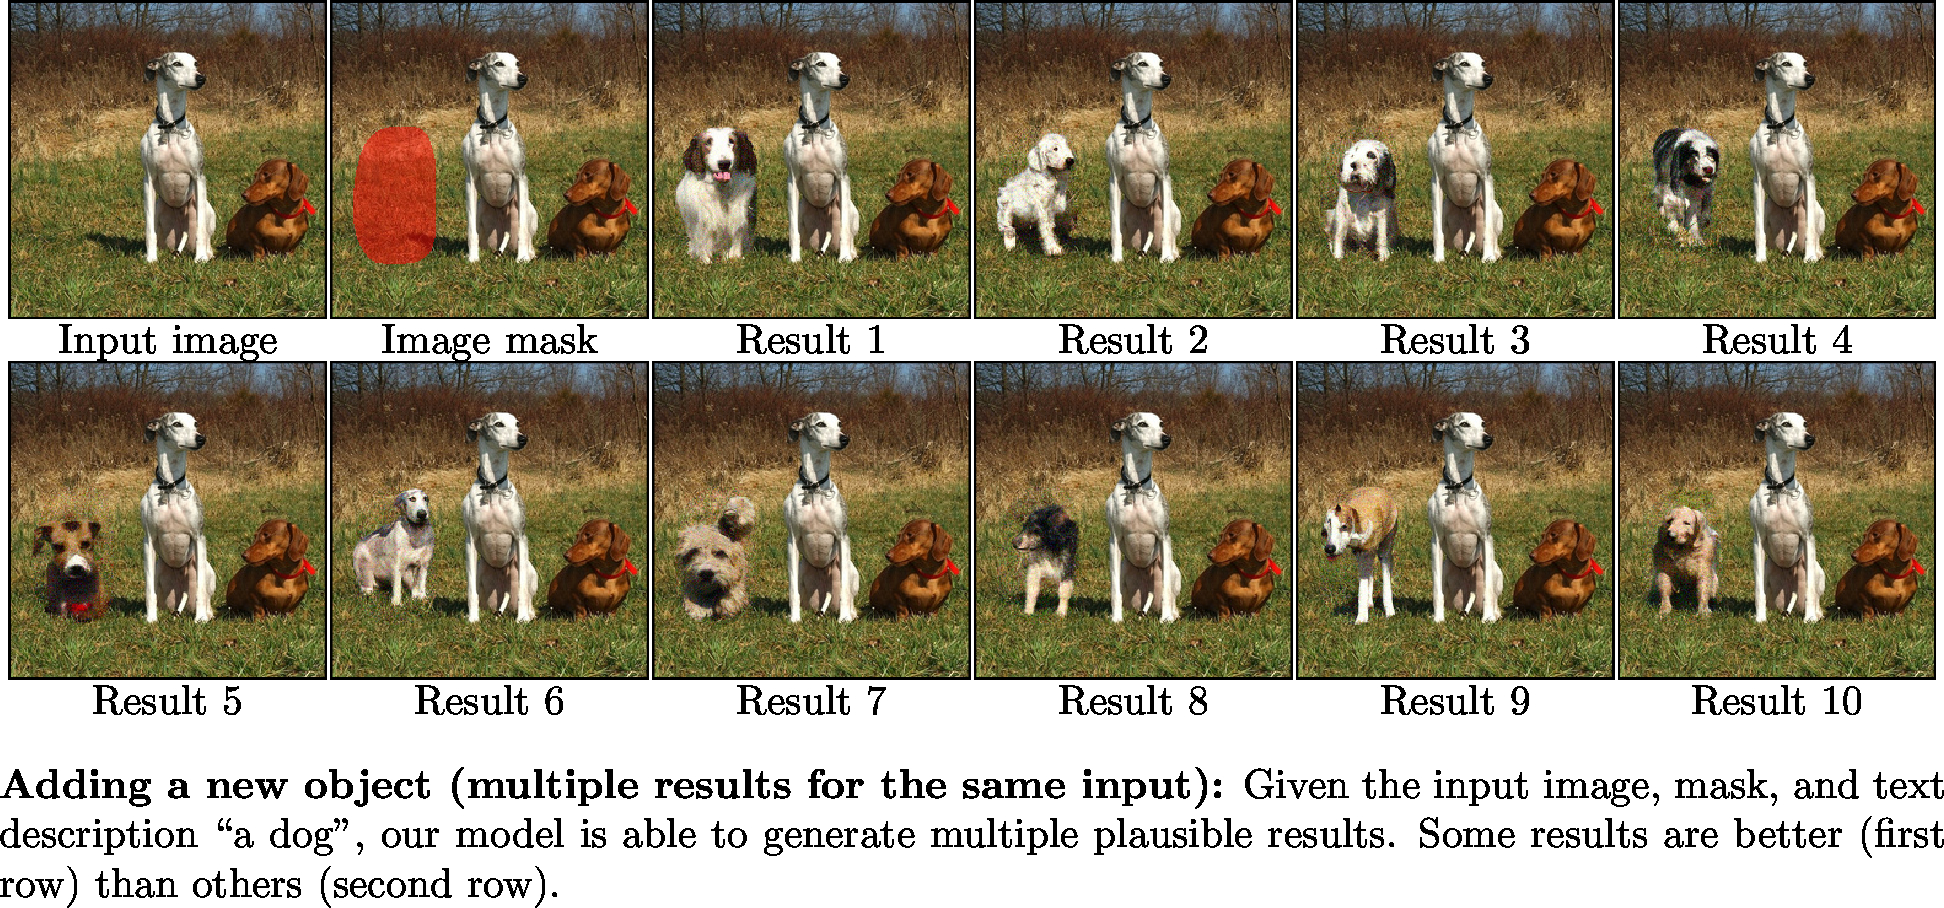 Input image
Image mask
Result 1
Result 2
Result 3
Result 4
Result 5
Result 6
Result 7
Result 8
Result 9
Result 10
Adding a new object (multiple results for the same input): Given the input image, mask, and text
description “a dog”, our model is able to generate multiple plausible results. Some results are better (first
row) than others (second row).